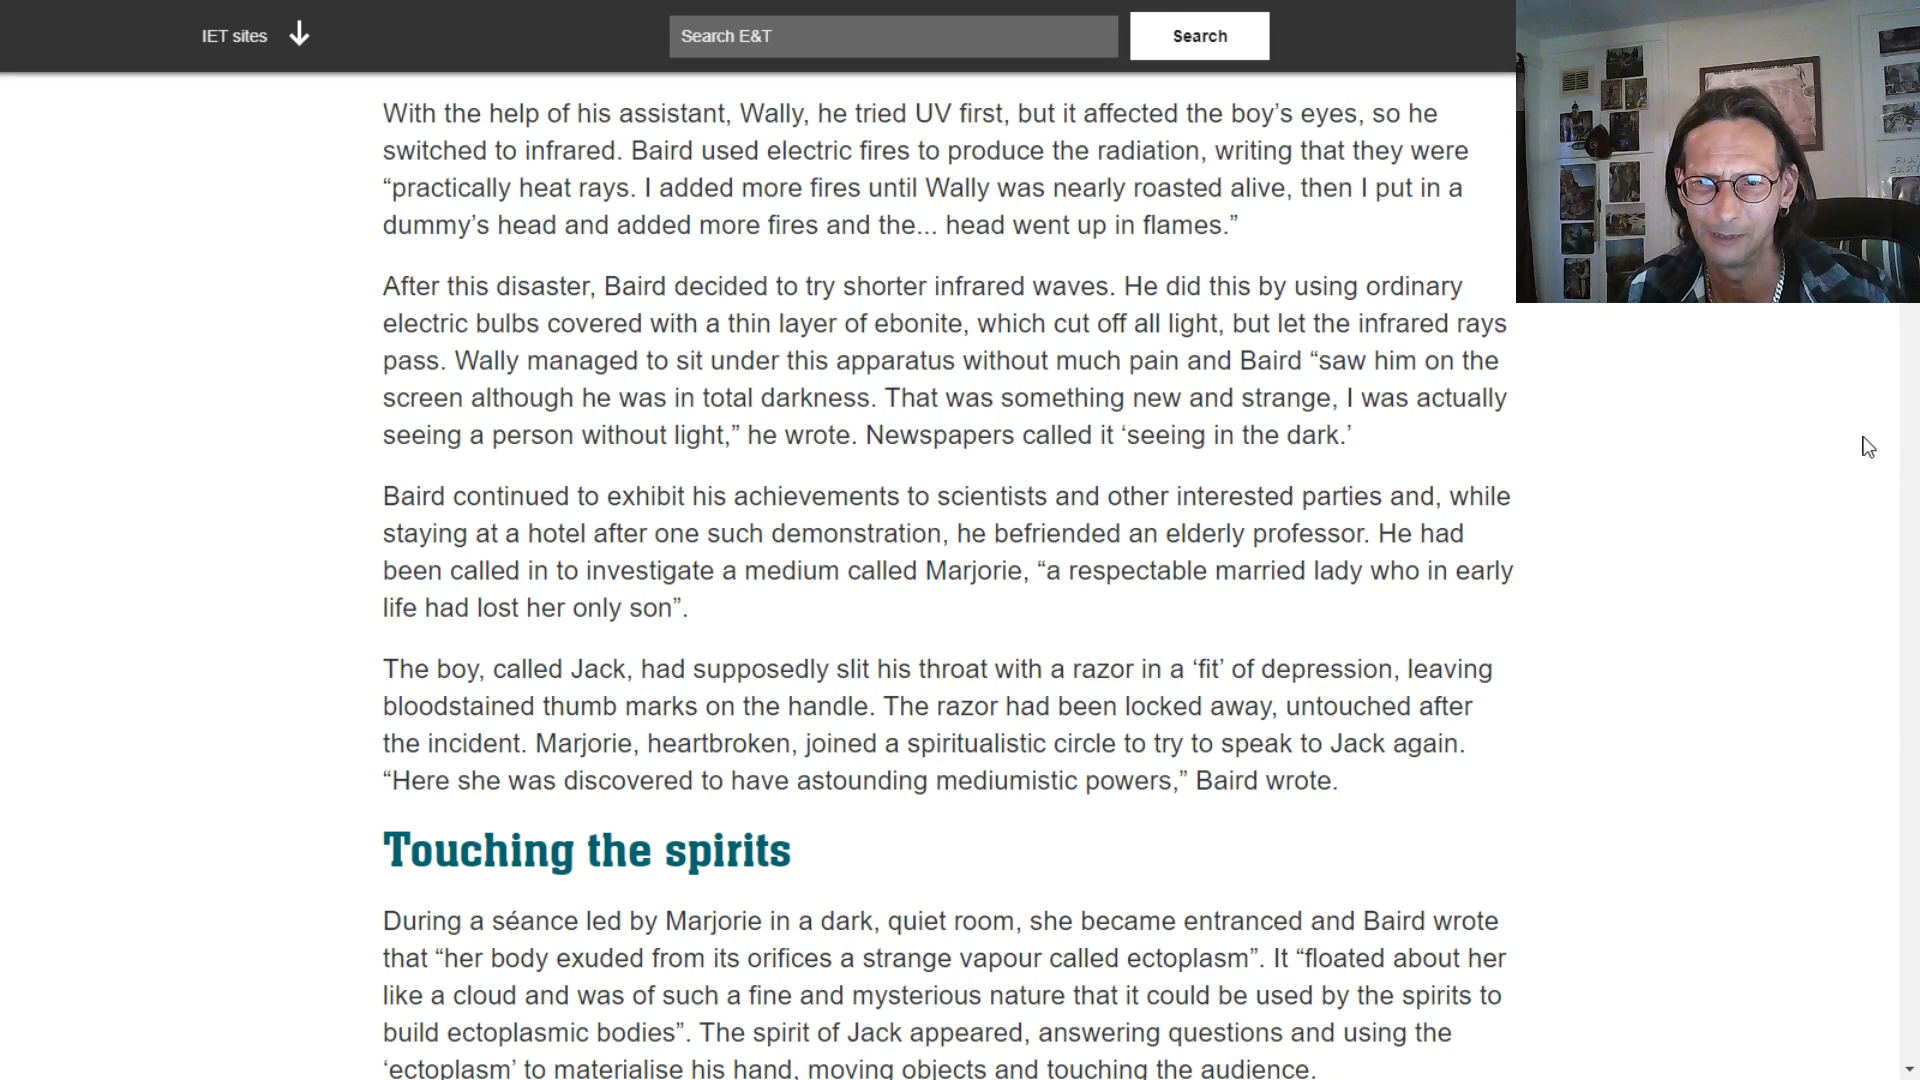 IET sites
Search E&T
Search
With the help of his assistant, Wally, he tried UV first, but it affected the boy’s eyes, so he
switched to infrared. Baird used electric fires to produce the radiation, writing that they were
“practically heat rays. I added more fires until Wally was nearly roasted alive, then I put in a
dummy’s head and added more fires and the... head went up in flames.”
After this disaster, Baird decided to try shorter infrared waves. He did this by using ordinary
electric bulbs covered with a thin layer of ebonite, which cut off all light, but let the infrared rays
pass. Wally managed to sit under this apparatus without much pain and Baird “saw him on the
screen although he was in total darkness. That was something new and strange, I was actually
seeing a person without light,” he wrote. Newspapers called it ‘seeing in the dark.’
Baird continued to exhibit his achievements to scientists and other interested parties and, while
staying at a hotel after one such demonstration, he befriended an elderly professor. He had
been called in to investigate a medium called Marjorie, “a respectable married lady who in early
life had lost her only son”.
The boy, called Jack, had supposedly slit his throat with a razor in a ‘fit’ of depression, leaving
bloodstained thumb marks on the handle. The razor had been locked away, untouched after
the incident. Marjorie, heartbroken, joined a spiritualistic circle to try to speak to Jack again.
“Here she was discovered to have astounding mediumistic powers,” Baird wrote.
Touching the spirits
During a séance led by Marjorie in a dark, quiet room, she became entranced and Baird wrote
that “her body exuded from its orifices a strange vapour called ectoplasm”. It “floated about her
like a cloud and was of such a fine and mysterious nature that it could be used by the spirits to
build ectoplasmic bodies”. The spirit of Jack appeared, answering questions and using the
‘ectoplasm’ to materialise his hand, moving objects and touching the audience.